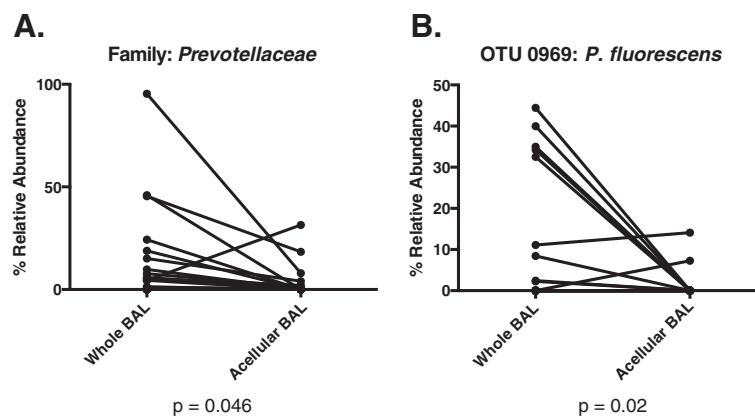 A.
Family: Prevotellaceae
% Relative Abundance
100
50
0
Whole BAL
Acellular BAL
p = 0.046
B.
OTU 0969: P. fluorescens
% Relative Abundance
50
40
30
20
10
0
Whole BAL
Acellular BAL
p = 0.02